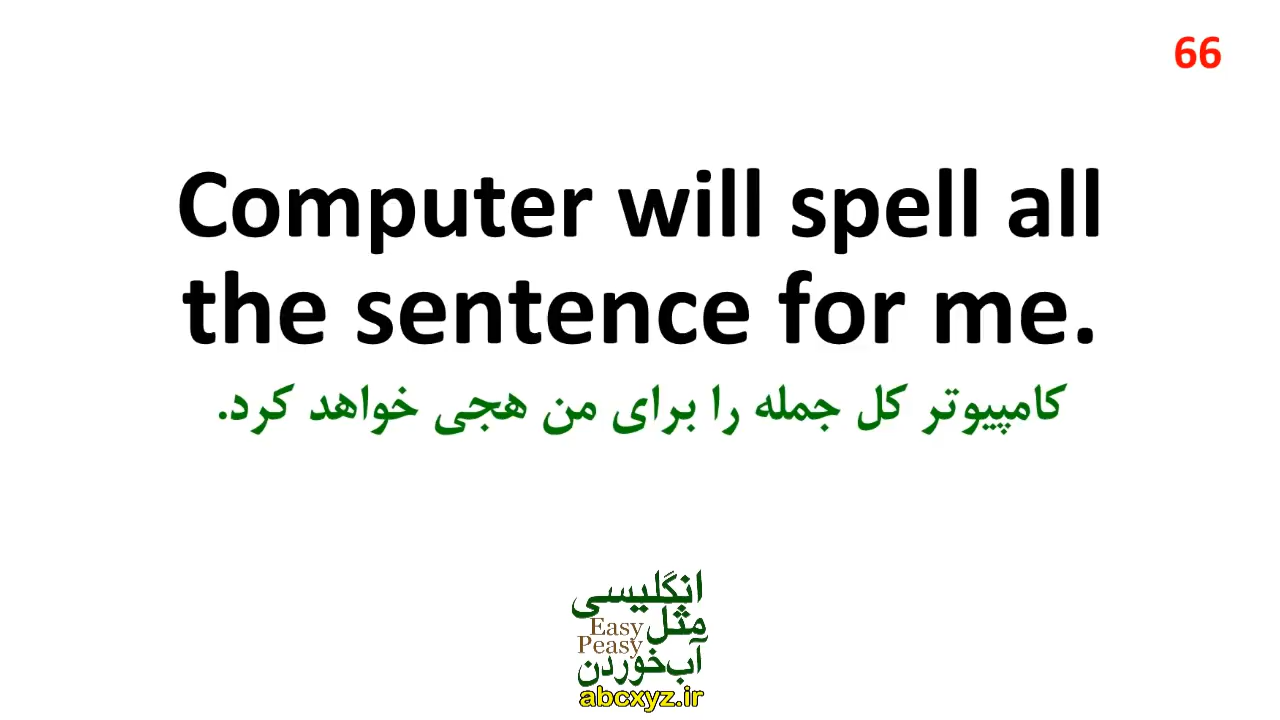 66
Computer will spell all
the sentence for me.
کامپیوتر کل جمله را برای من هجی خواهد کرد.
انگلیسی
مثل
Easy
Peasy
آب‌خوردن
abcxyz.ir